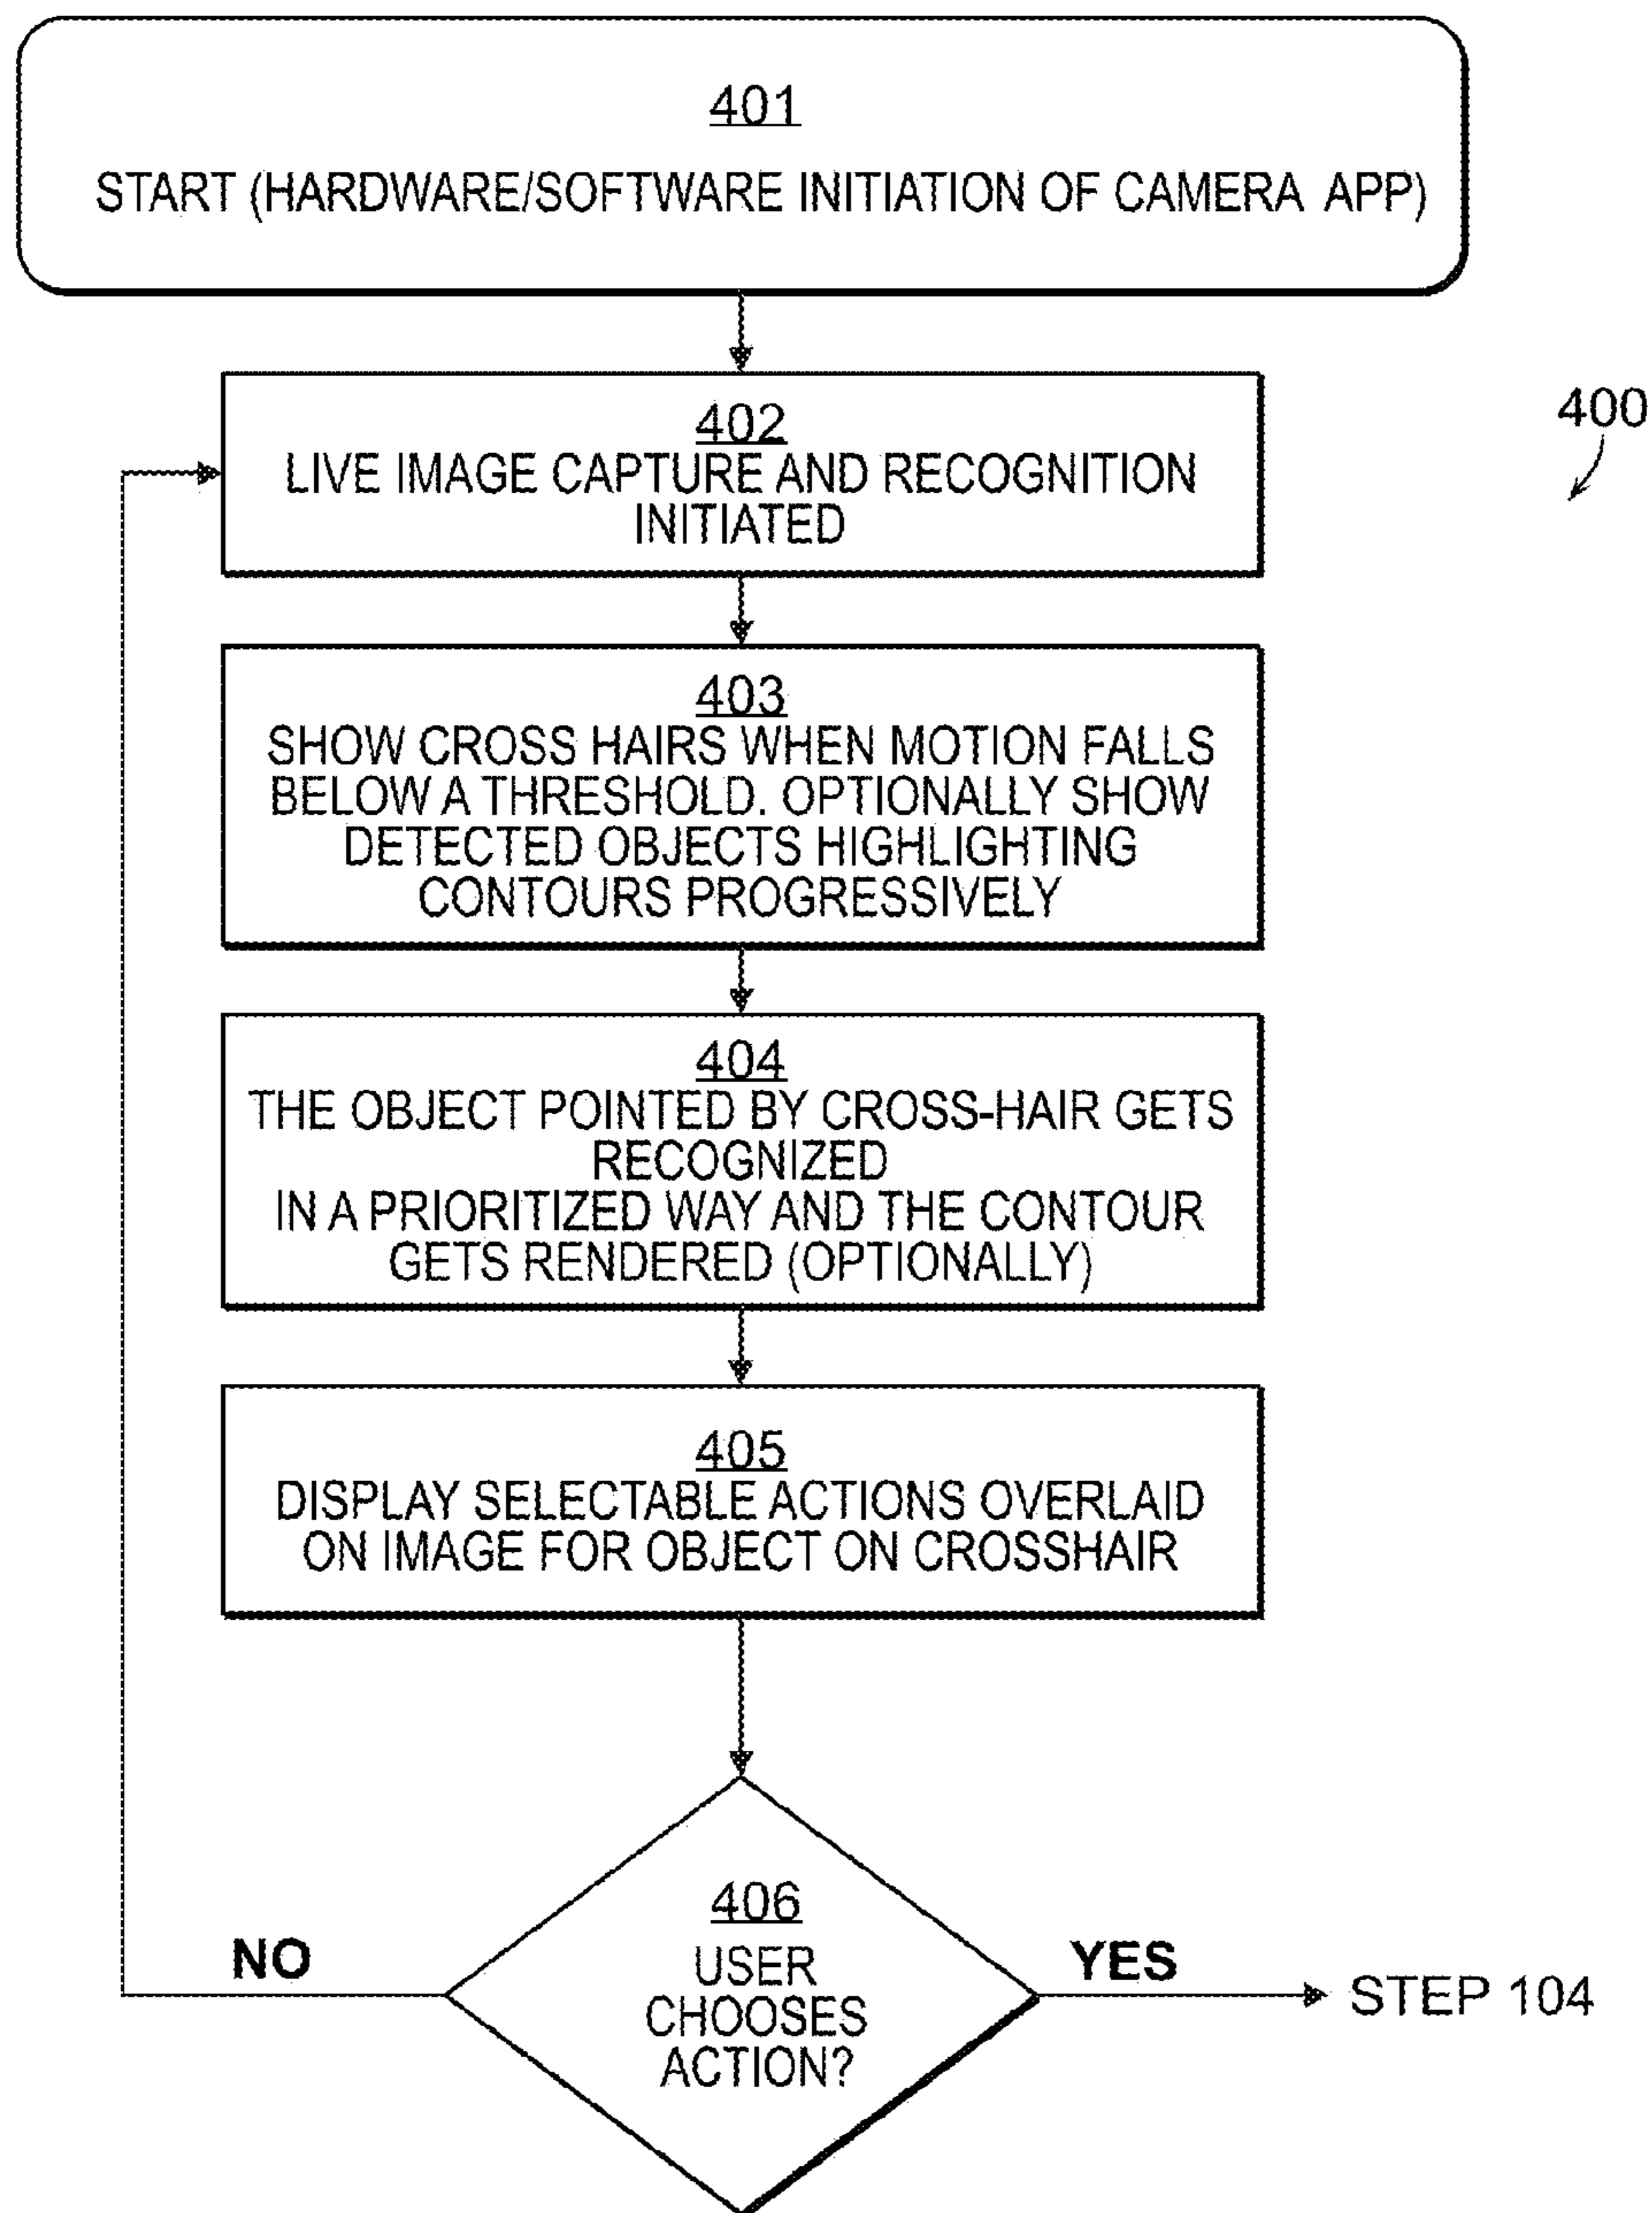 401
START (HARDWARE/SOFTWARE INITIATION OF CAMERA APP)
400
402
LIVE IMAGE CAPTURE AND RECOGNITION
INITIATED
403
SHOW CROSS HAIRS WHEN MOTION FALLS
BELOW A THRESHOLD. OPTIONALLY SHOW
DETECTED OBJECTS HIGHLIGHTING
CONTOURS PROGRESSIVELY
404
THE OBJECT POINTED BY CROSS-HAIR GETS
RECOGNIZED
IN A PRIORITIZED WAY AND THE CONTOUR
GETS RENDERED (OPTIONALLY)
405
DISPLAY SELECTABLE ACTIONS OVERLAID
ON IMAGE FOR OBJECT ON CROSSHAIR
406
USER
CHOOSES
ACTION?
NO
YES
STEP 104